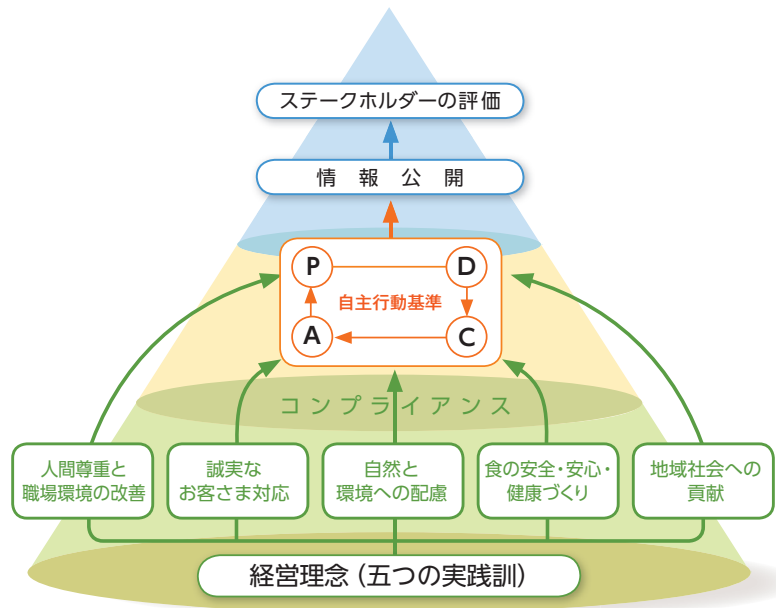 ステークホルダーの評価
情報公開
P
D
自主行動基準
A
C
コンプライアンス
人間尊重と
職場環境の改善
誠実な
お客さま対応
自然と
環境への配慮
食の安全・安心・
健康づくり
地域社会への
貢献
経営理念（五つの実践訓）